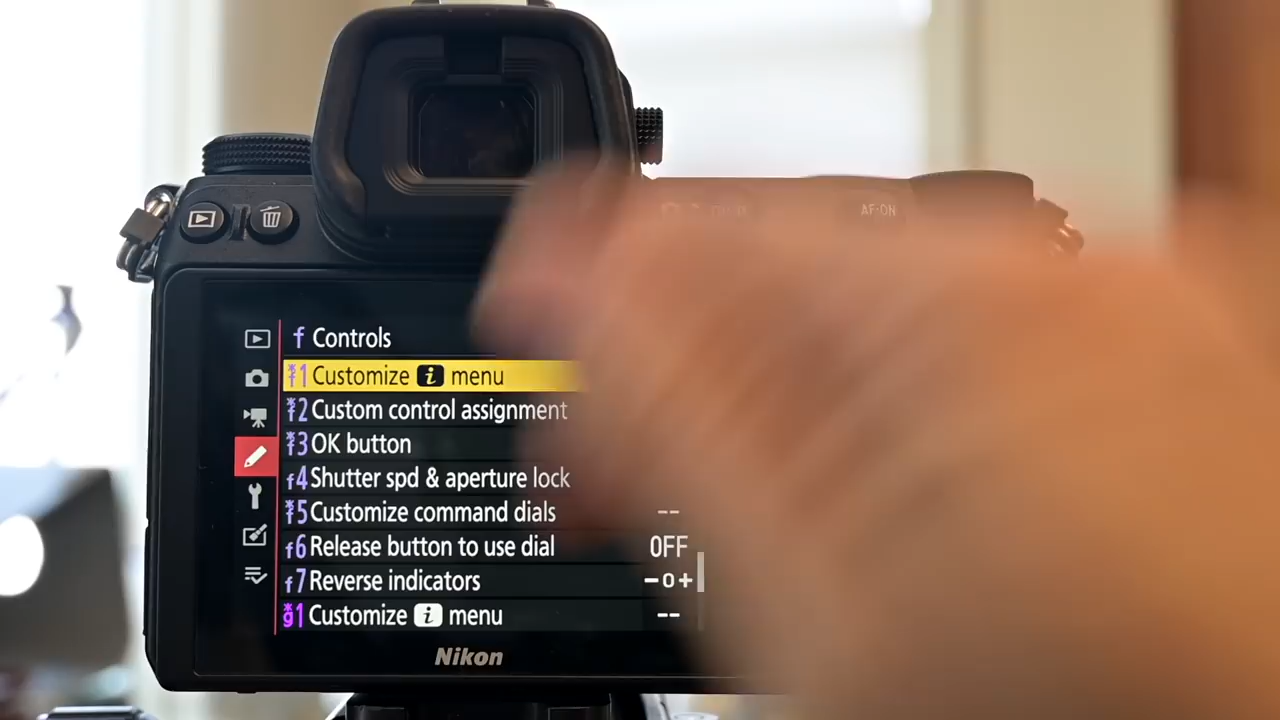 AF-ON
f Controls
*f1 Customize i menu
*f2 Custom control assignment
*f3 OK button
f4 Shutter spd & aperture lock
*f5 Customize command dials --
f6 Release button to use dial OFF
f7 Reverse indicators −0+
*g1 Customize i menu --
Nikon